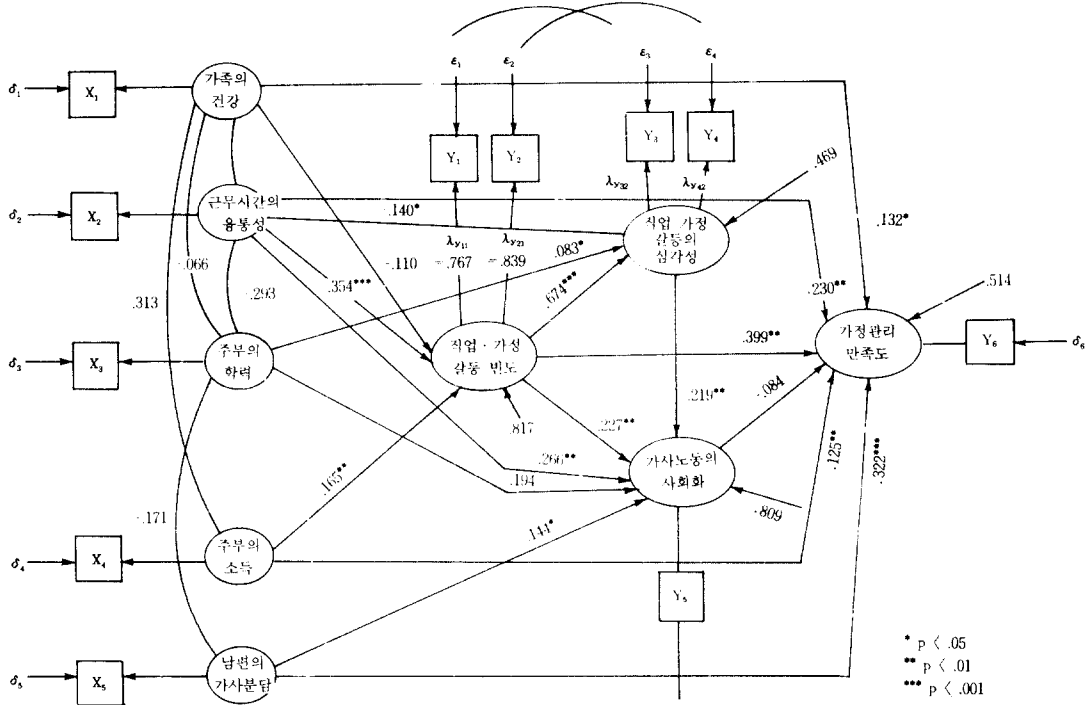 ε₁
ε₂
ε₃
ε₄
δ₁
X₁
가족의
건강
Y₁
Y₂
Y₃
Y₄
.469
δ₂
X₂
근무시간의
융통성
-.140*
λy₃₂
λy₄₂
직업·가정
갈등의
심각성
.132*
-.066
λy₁₁
λy₂₁
-.110
=.767
=.839
.083*
.354***
.674***
.230**
.514
.313
-.293
δ₃
X₃
주부의
학력
직업·가정
갈등 빈도
.399**
가정관리
만족도
Y₆
δ₆
.219**
-.084
.817
.227**
.125**
.322***
.165**
.266**
.194
가사노동의
사회화
.809
-.171
.144*
δ₄
X₄
주부의
소득
Y₅
δ₅
X₅
남편의
가사분담
* p < .05
** p < .01
*** p < .001